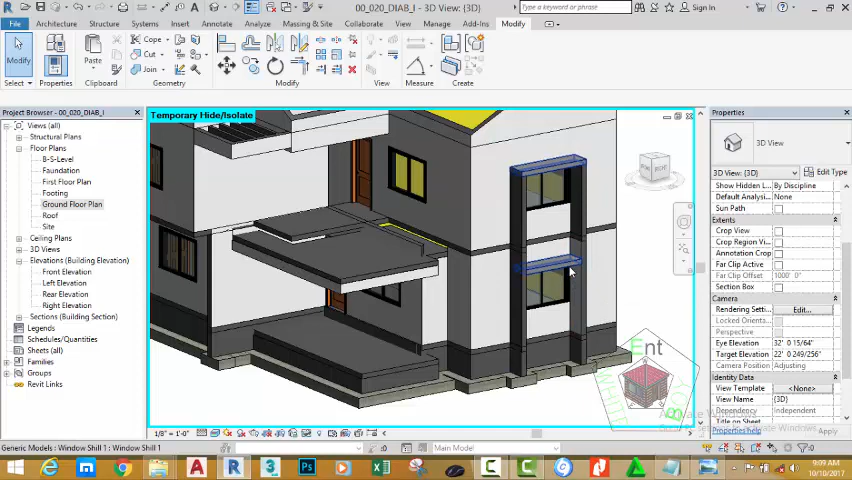 00_020_DIAB_I - 3D View: {3D}
Type a keyword or phrase
Sign In
File
Architecture
Structure
Systems
Insert
Annotate
Analyze
Massing & Site
Collaborate
View
Manage
Add-Ins
Modify
Modify
Paste
Cope
Cut
Join
Select
Properties
Clipboard
Geometry
Modify
View
Measure
Create
Project Browser - 00_020_DIAB_I
Views (all)
Structural Plans
Floor Plans
B-S-Level
Foundation
First Floor Plan
Footing
Ground Floor Plan
Roof
Site
Ceiling Plans
3D Views
Elevations (Building Elevation)
Front Elevation
Left Elevation
Rear Elevation
Right Elevation
Sections (Building Section)
Legends
Schedules/Quantities
Sheets (all)
Families
Groups
Revit Links
Temporary Hide/Isolate
RIGHT
Ent
WHITE
BOY
Properties
3D View
3D View: {3D}
Edit Type
Show Hidden L By Discipline
Default Analysi... None
Sun Path
Extents
Crop View
Crop Region Vi
Annotation Crop
Far Clip Active
Far Clip Offset 1000' 0"
Section Box
Camera
Rendering Setti... Edit...
Locked Orienta..
Perspective
Eye Elevation 32' 0 15/64"
Target Elevation 22' 0 249/256"
Camera Position Adjusting
Identity Data
View Template <None>
View Name {3D}
Dependency Independent
Properties help
Apply
1/8" = 1'-0"
Generic Models : Window Shill 1 : Window Shill 1
:0
Main Model
:0
9:09 AM
10/10/2017